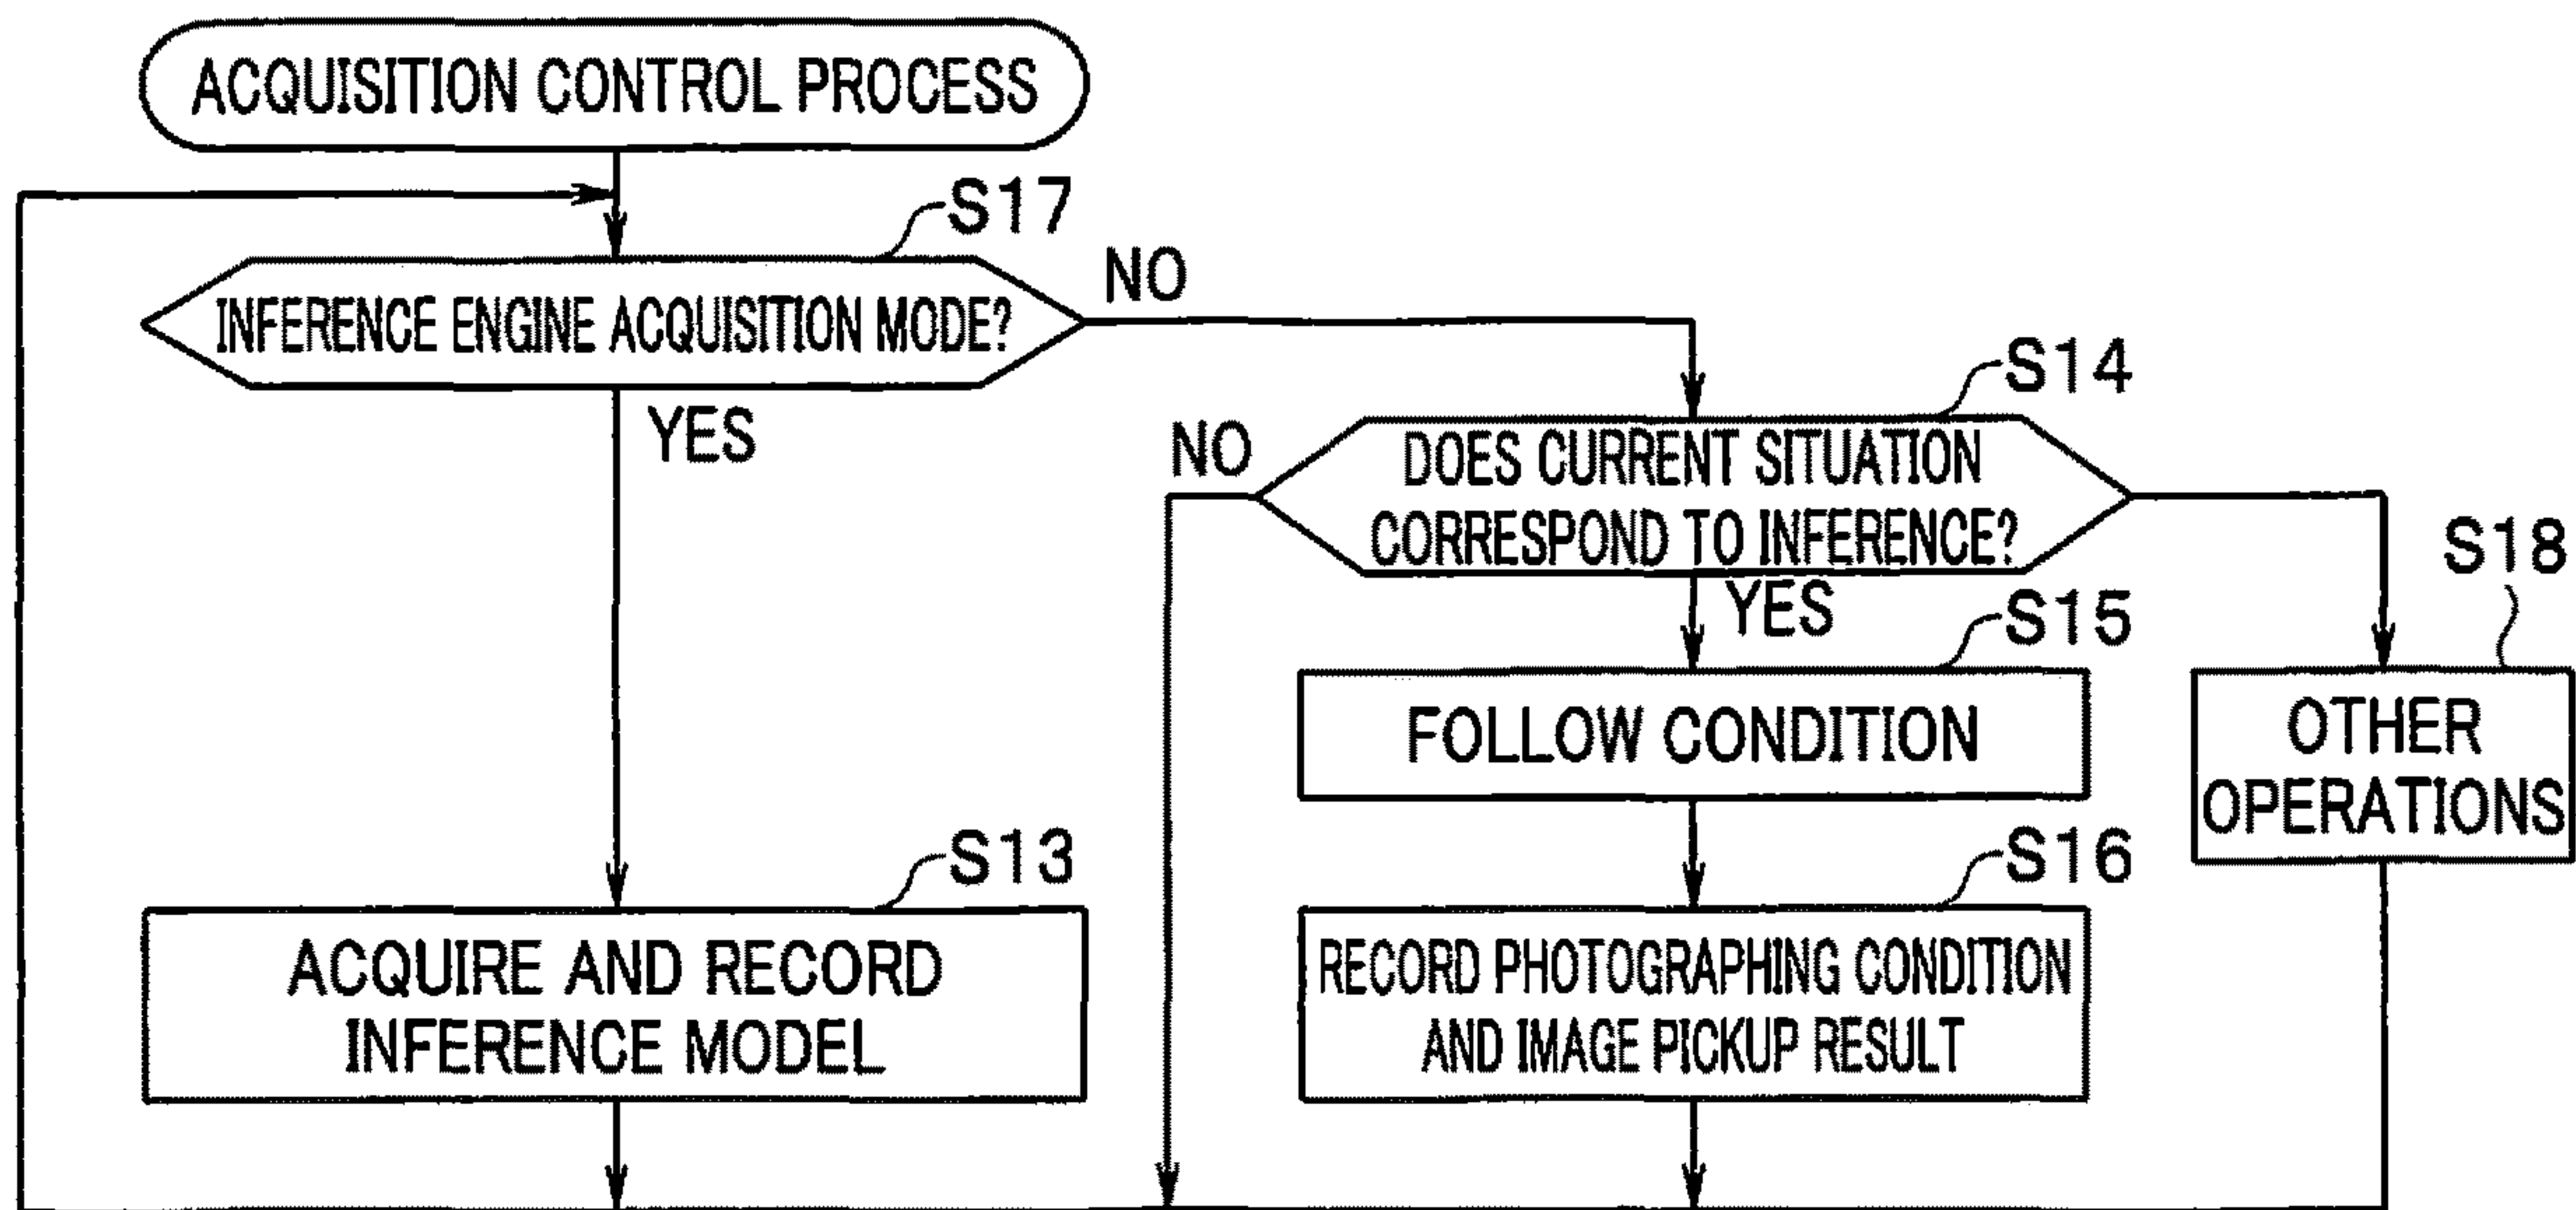 ACQUISITION CONTROL PROCESS
S17
INFERENCE ENGINE ACQUISITION MODE?
NO
YES
S14
NO
DOES CURRENT SITUATION
CORRESPOND TO INFERENCE?
YES
S15
FOLLOW CONDITION
S18
OTHER
OPERATIONS
S13
ACQUIRE AND RECORD
INFERENCE MODEL
S16
RECORD PHOTOGRAPHING CONDITION
AND IMAGE PICKUP RESULT